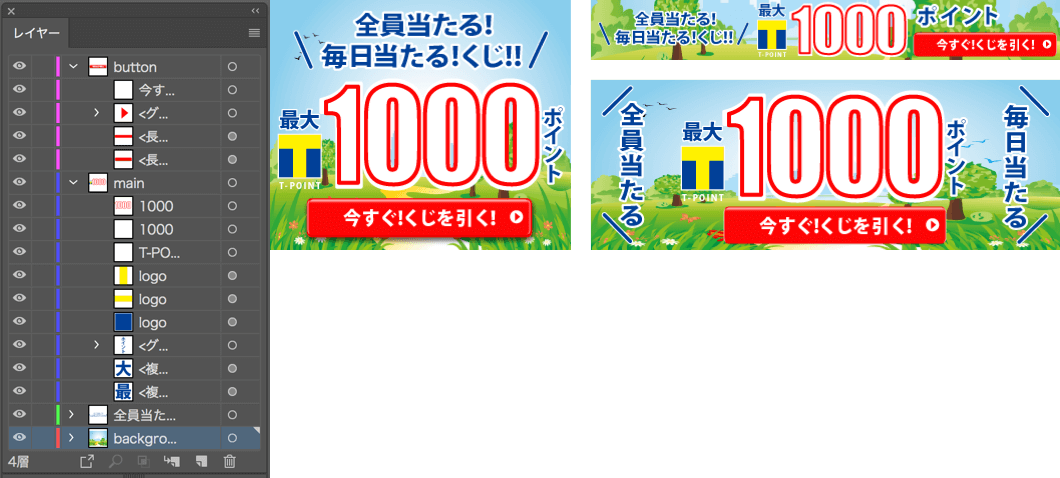 レイヤー
button
今す...
<グ...
<長...
<長...
main
1000
1000
T-PO...
logo
logo
logo
<グ...
<複...
<複...
全員当た...
backgro...
4層
全員当たる!
毎日当たる!くじ!!
最大
1000
ポイント
T-POINT
今すぐ!くじを引く!
全員当たる!
毎日当たる!くじ!!
最大
T-POINT
1000
ポイント
今すぐ!くじを引く!
全員当たる
最大
T-POINT
1000
ポイント
毎日当たる
今すぐ!くじを引く!